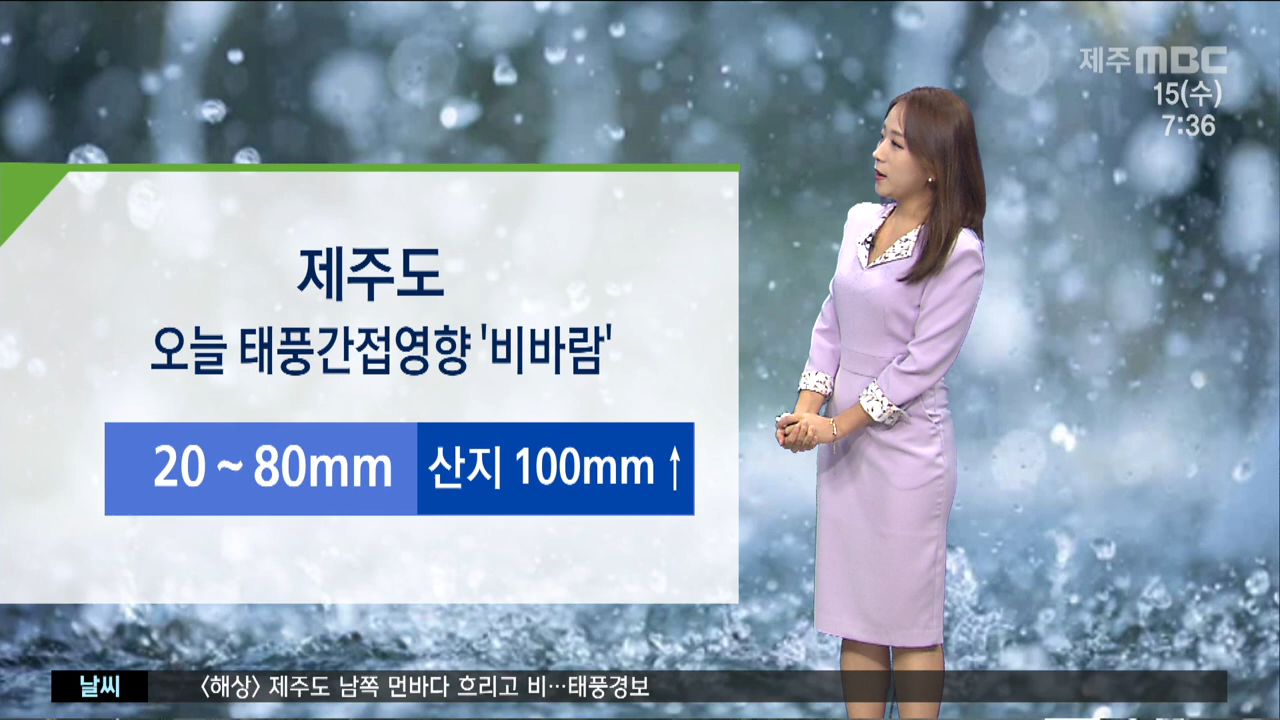 제주MBC
15(수)
7:36
제주도
오늘 태풍간접영향 '비바람'
20 ~ 80mm 산지 100mm ↑
날씨 〈해상〉 제주도 남쪽 먼바다 흐리고 비…태풍경보